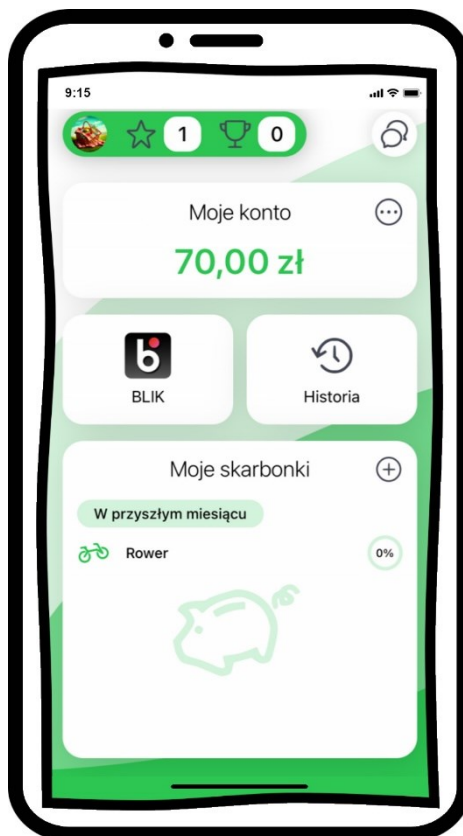 9:15
1 0
Moje konto
70,00 zł
BLIK Historia
Moje skarbonki
W przyszłym miesiącu
Rower 0%